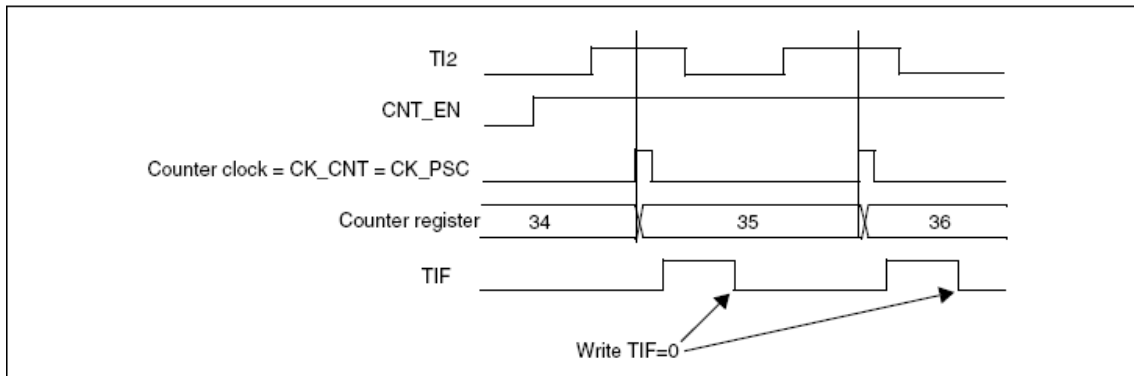 TI2
CNT_EN
Counter clock = CK_CNT = CK_PSC
Counter register 34 35 36
TIF
Write TIF=0